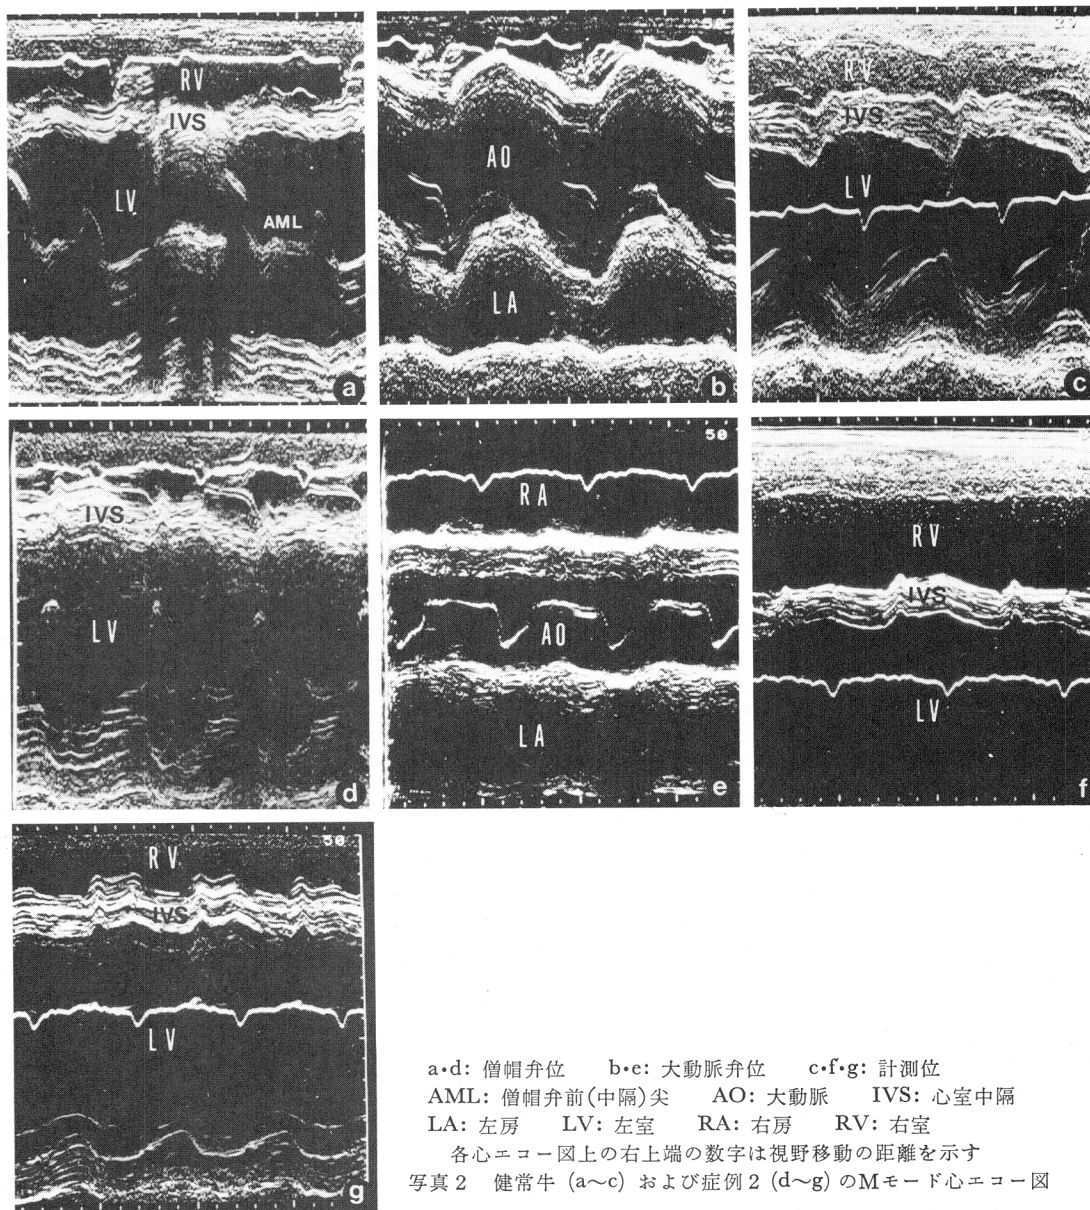 RV
IVS
LV
AML
a
50
AO
LA
b
RV
IVS
LV
c
IVS
LV
d
50
RA
AO
LA
e
RV
IVS
LV
f
50
RV
IVS
LV
g
a•d: 僧帽弁位 b•e: 大動脈弁位 c•f•g: 計測位
AML: 僧帽弁前(中隔)尖 AO: 大動脈 IVS: 心室中隔
LA: 左房 LV: 左室 RA: 右房 RV: 右室
各心エコー図上の右上端の数字は視野移動の距離を示す
写真2 健常牛 (a〜c) および症例2 (d〜g) のMモード心エコー図